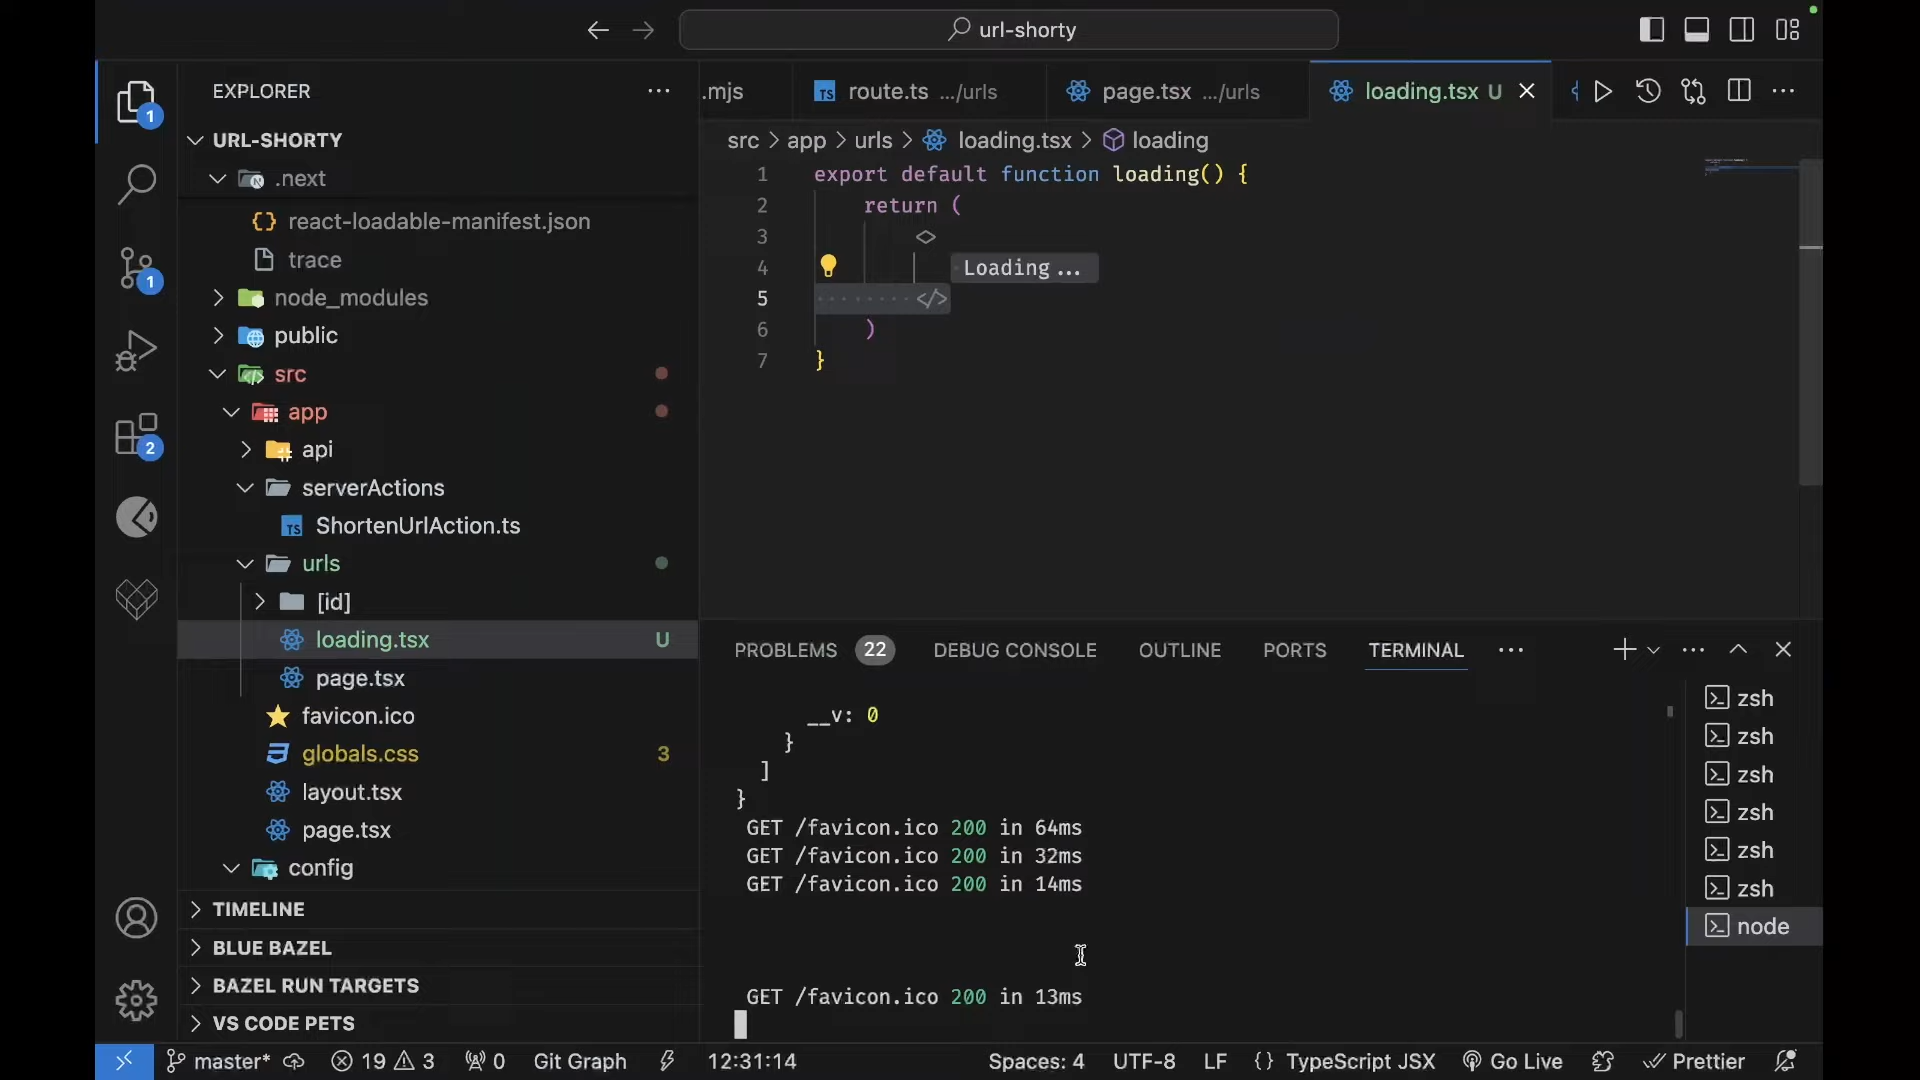 url-shorty
EXPLORER
1
URL-SHORTY
.next
react-loadable-manifest.json
trace
node_modules
public
src
app
api
serverActions
TS ShortenUrlAction.ts
urls
[id]
loading.tsx U
page.tsx
favicon.ico
globals.css 3
layout.tsx
page.tsx
config
TIMELINE
BLUE BAZEL
BAZEL RUN TARGETS
VS CODE PETS
1
2
.mjs
TS route.ts .../urls
page.tsx .../urls
loading.tsx U
src > app > urls > loading.tsx > loading
1 export default function loading() {
2 return (
3 <>
4 Loading...
5 </>
6 )
7 }
PROBLEMS 22 DEBUG CONSOLE OUTLINE PORTS TERMINAL
__v: 0
}
]
}
GET /favicon.ico 200 in 64ms
GET /favicon.ico 200 in 32ms
GET /favicon.ico 200 in 14ms
GET /favicon.ico 200 in 13ms
zsh
zsh
zsh
zsh
zsh
zsh
node
master* 19 3 0 Git Graph 12:31:14 Spaces: 4 UTF-8 LF {} TypeScript JSX Go Live Prettier